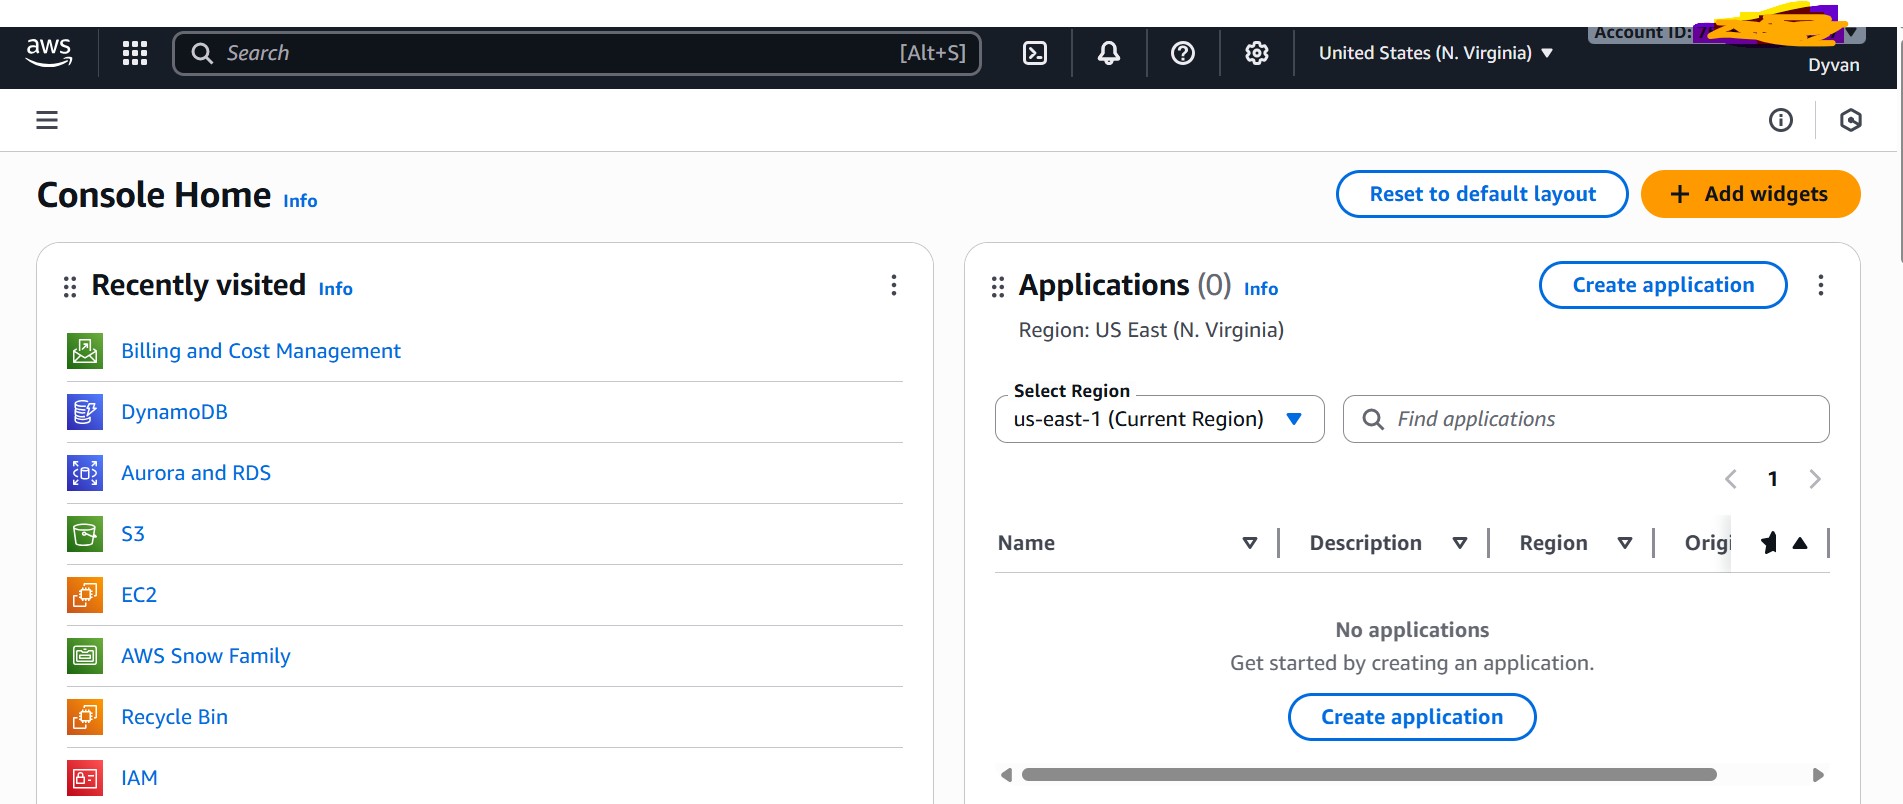 aws
Search [Alt+S]
United States (N. Virginia)
Account ID:
Dyvan
Console Home Info
Reset to default layout
+ Add widgets
Recently visited Info
Billing and Cost Management
DynamoDB
Aurora and RDS
S3
EC2
AWS Snow Family
Recycle Bin
IAM
Applications (0) Info
Create application
Region: US East (N. Virginia)
Select Region
us-east-1 (Current Region)
Find applications
1
Name Description Region Origi
No applications
Get started by creating an application.
Create application